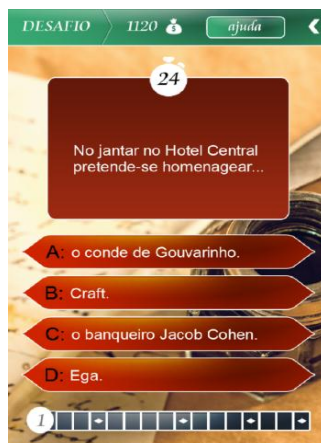 DESAFIO 1120 ajuda
24
No jantar no Hotel Central
pretende-se homenagear...
A: o conde de Gouvarinho.
B: Craft.
C: o banqueiro Jacob Cohen.
D: Ega.
1